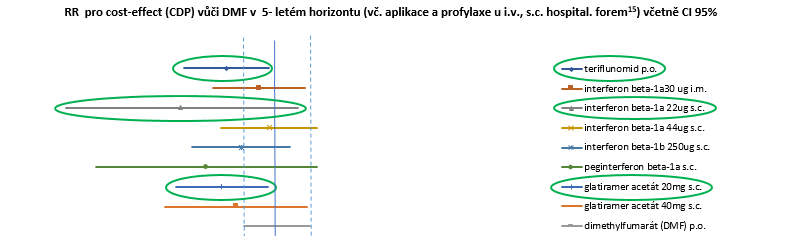 RR pro cost-effect (CDP) vůči DMF v 5- letém horizontu (vč. aplikace a profylaxe u i.v., s.c. hospital. forem¹⁵) včetně CI 95%
teriflunomid p.o.
interferon beta-1a30 ug i.m.
interferon beta-1a 22ug s.c.
interferon beta-1a 44ug s.c.
interferon beta-1b 250ug s.c.
peginterferon beta-1a s.c.
glatiramer acetát 20mg s.c.
glatiramer acetát 40mg s.c.
dimethylfumarát (DMF) p.o.